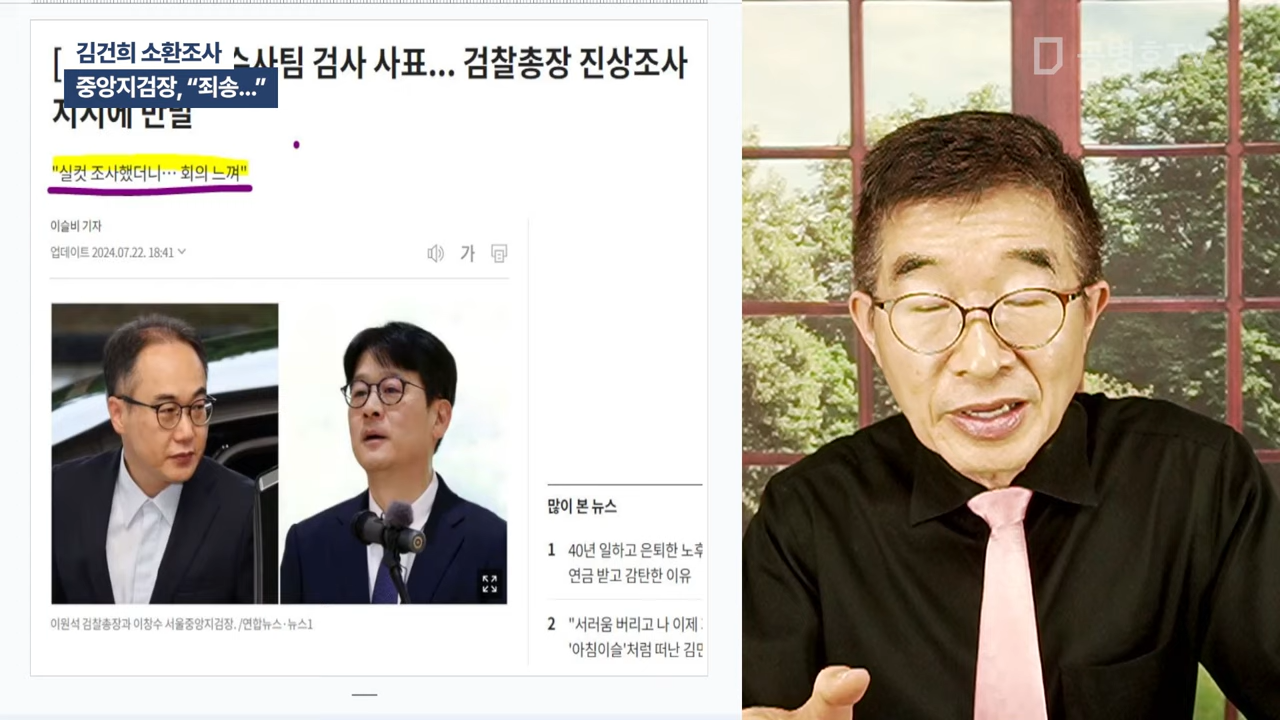 김건희 소환조사
중앙지검장, “죄송...”
[ 수사팀 검사 사표... 검찰총장 진상조사
지시에 반발
"실컷 조사했더니… 회의 느껴"
이슬비 기자
업데이트 2024.07.22. 18:41
가
이원석 검찰총장과 이창수 서울중앙지검장. /연합뉴스·뉴스1
많이 본 뉴스
1 40년 일하고 은퇴한 노후
연금 받고 감탄한 이유
2 "서러움 버리고 나 이제
'아침이슬'처럼 떠난 김민
공병호